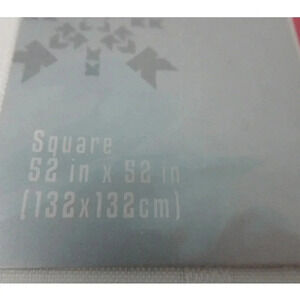 Square
52 in x 52 in
(132x132cm)